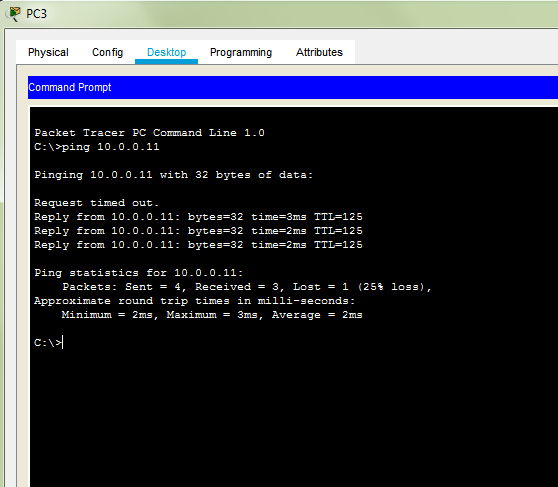 PC3
Physical Config Desktop Programming Attributes
Command Prompt
Packet Tracer PC Command Line 1.0
C:\>ping 10.0.0.11
Pinging 10.0.0.11 with 32 bytes of data:
Request timed out.
Reply from 10.0.0.11: bytes=32 time=3ms TTL=125
Reply from 10.0.0.11: bytes=32 time=2ms TTL=125
Reply from 10.0.0.11: bytes=32 time=2ms TTL=125
Ping statistics for 10.0.0.11:
Packets: Sent = 4, Received = 3, Lost = 1 (25% loss),
Approximate round trip times in milli-seconds:
Minimum = 2ms, Maximum = 3ms, Average = 2ms
C:\>